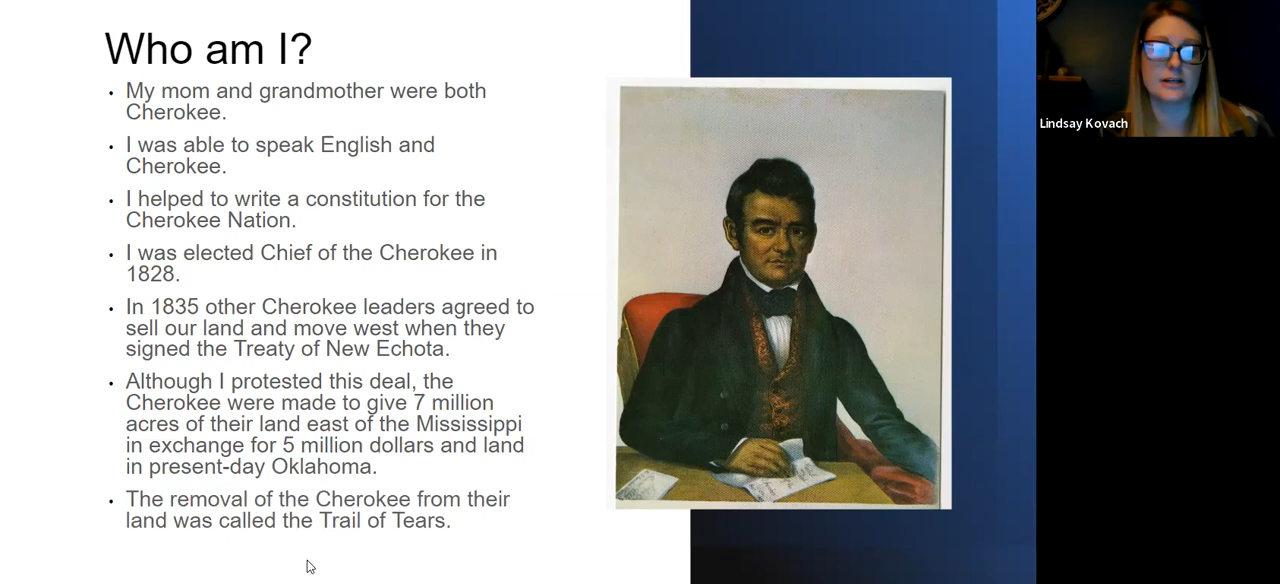 Who am I?
• My mom and grandmother were both
Cherokee.
• I was able to speak English and
Cherokee.
• I helped to write a constitution for the
Cherokee Nation.
• I was elected Chief of the Cherokee in
1828.
• In 1835 other Cherokee leaders agreed to
sell our land and move west when they
signed the Treaty of New Echota.
• Although I protested this deal, the
Cherokee were made to give 7 million
acres of their land east of the Mississippi
in exchange for 5 million dollars and land
in present-day Oklahoma.
• The removal of the Cherokee from their
land was called the Trail of Tears.
Lindsay Kovach